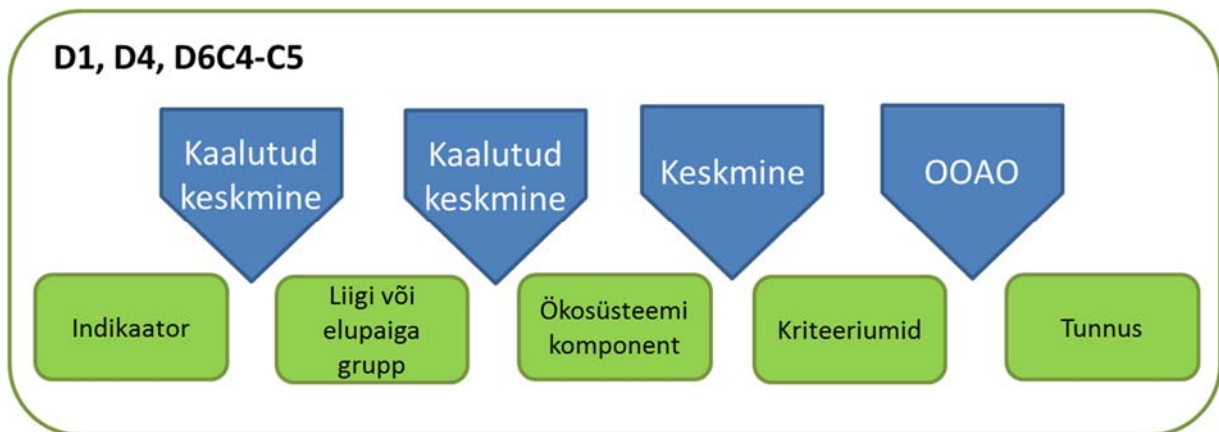 D1, D4, D6C4-C5
Kaalutud
keskmine
Kaalutud
keskmine
Keskmine
OOAO
Indikaator
Liigi või
elupaiga
grupp
Ökosüsteemi
komponent
Kriteeriumid
Tunnus